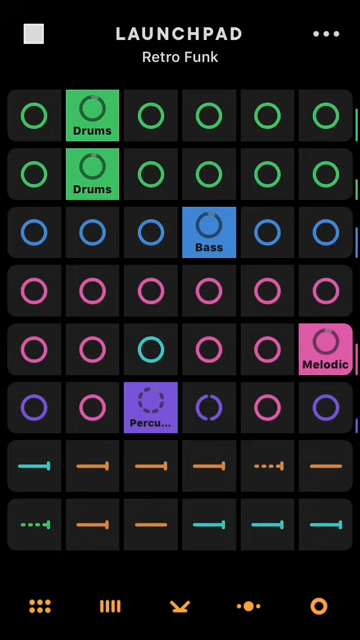 LAUNCHPAD
Retro Funk
Drums
Drums
Bass
Melodic
Percu...